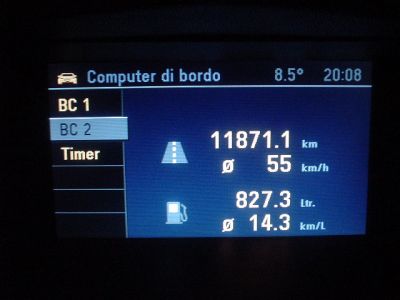 Computer di bordo 8.5° 20:08
BC 1
BC 2
Timer
11871.1 km
Ø 55 km/h
827.3 Ltr.
Ø 14.3 km/L